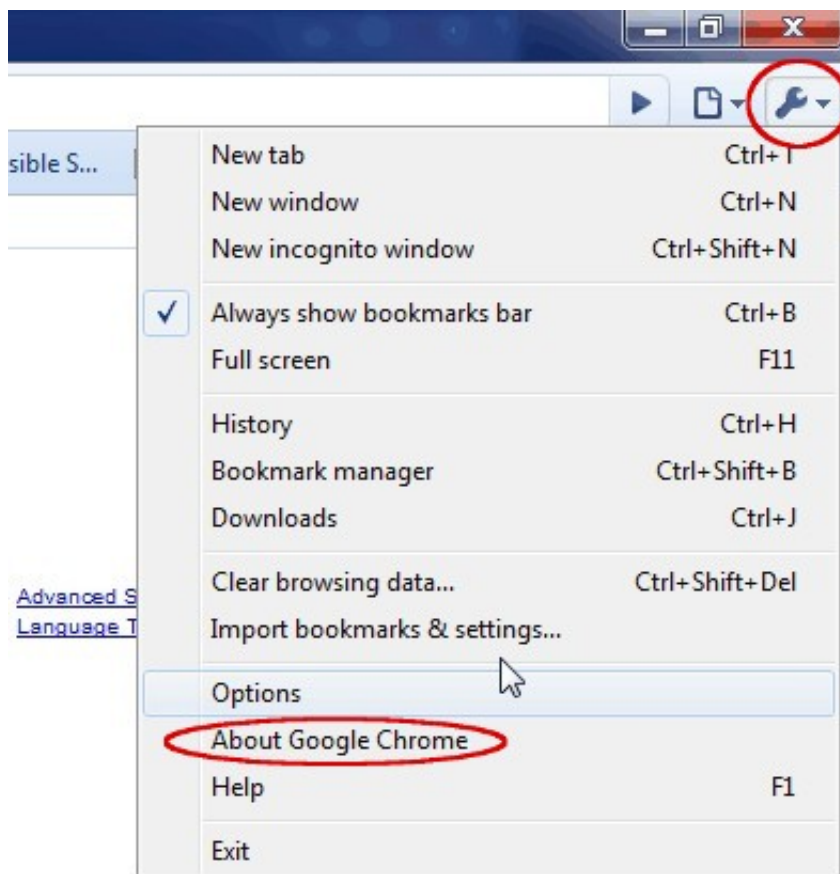 sible S...
New tab Ctrl+T
New window Ctrl+N
New incognito window Ctrl+Shift+N
Always show bookmarks bar Ctrl+B
Full screen F11
History Ctrl+H
Bookmark manager Ctrl+Shift+B
Downloads Ctrl+J
Clear browsing data... Ctrl+Shift+Del
Advanced S
Import bookmarks & settings...
Language T
Options
About Google Chrome
Help F1
Exit